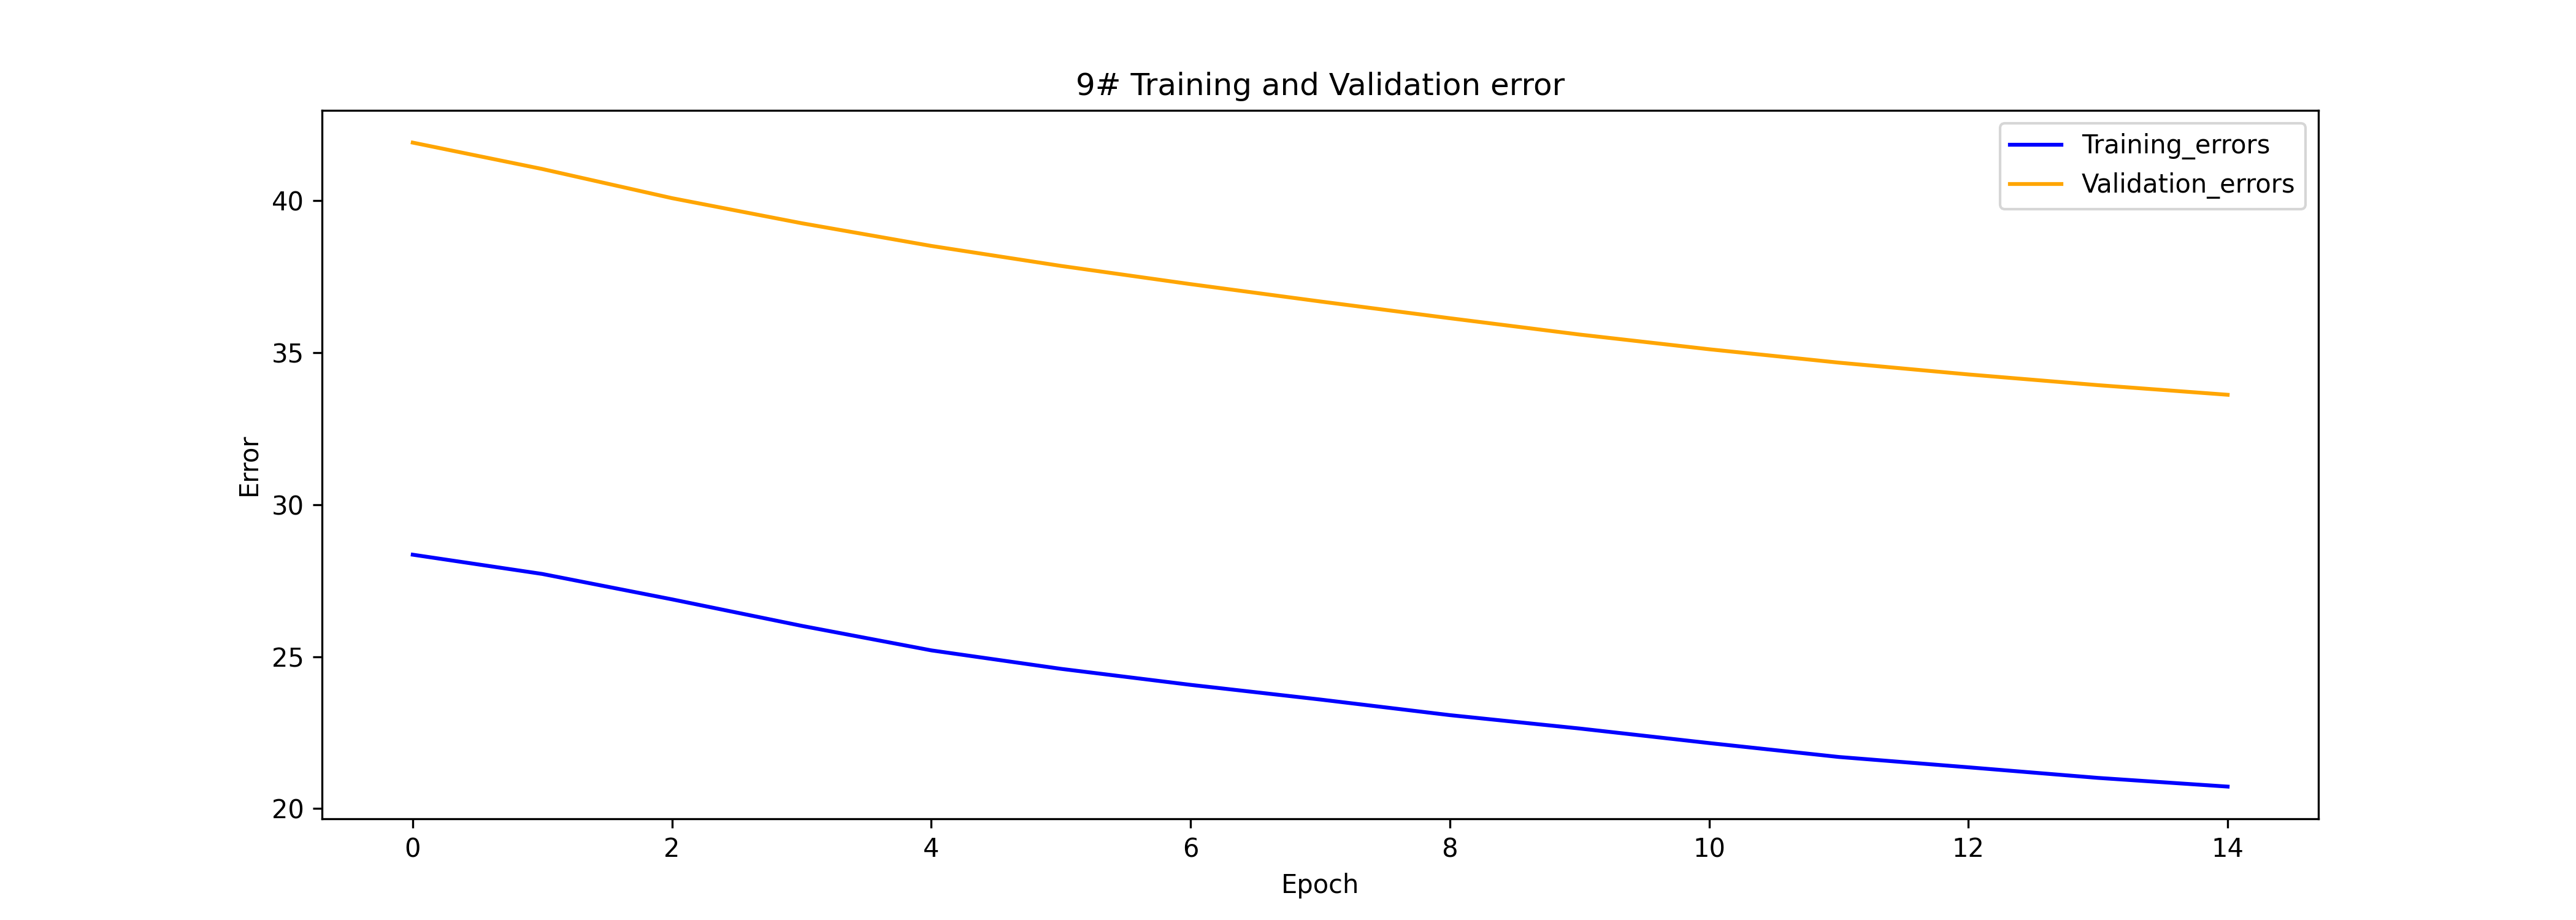 9# Training and Validation error
Training_errors
Validation_errors
Error
40
35
30
25
20
0 2 4 6 8 10 12 14
Epoch